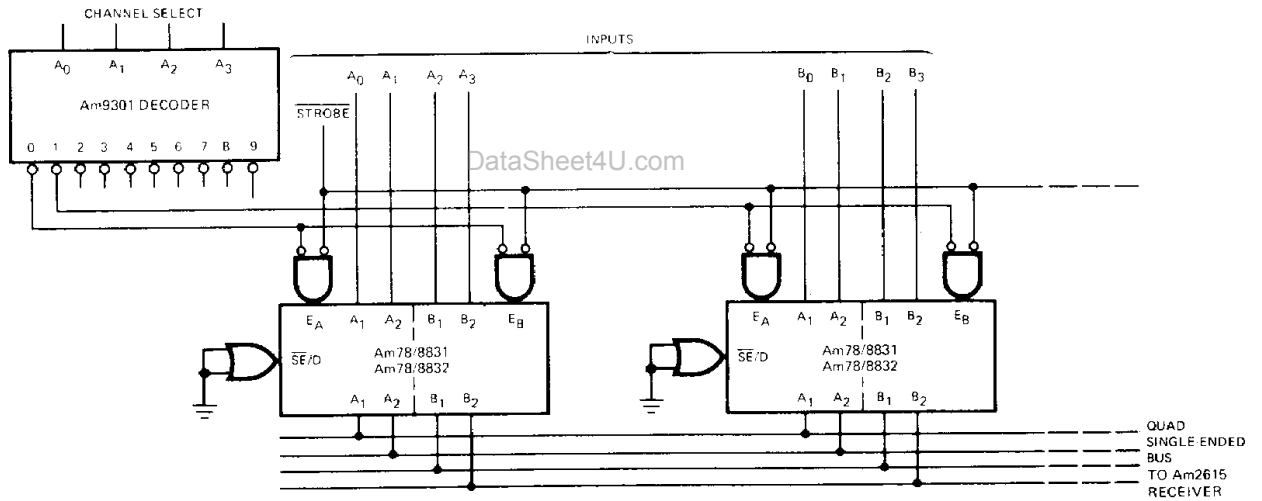 CHANNEL SELECT
A0 A1 A2 A3
Am9301 DECODER
0 1 2 3 4 5 6 7 8 9
INPUTS
A0 A1 A2 A3
B0 B1 B2 B3
STROBE
DataSheet4U.com
EA A1 A2 B1 B2 EB
SE/D
Am78/8831
Am78/8832
A1 A2 B1 B2
EA A1 A2 B1 B2 EB
SE/D
Am78/8831
Am78/8832
A1 A2 B1 B2
QUAD
SINGLE-ENDED
BUS
TO Am2615
RECEIVER